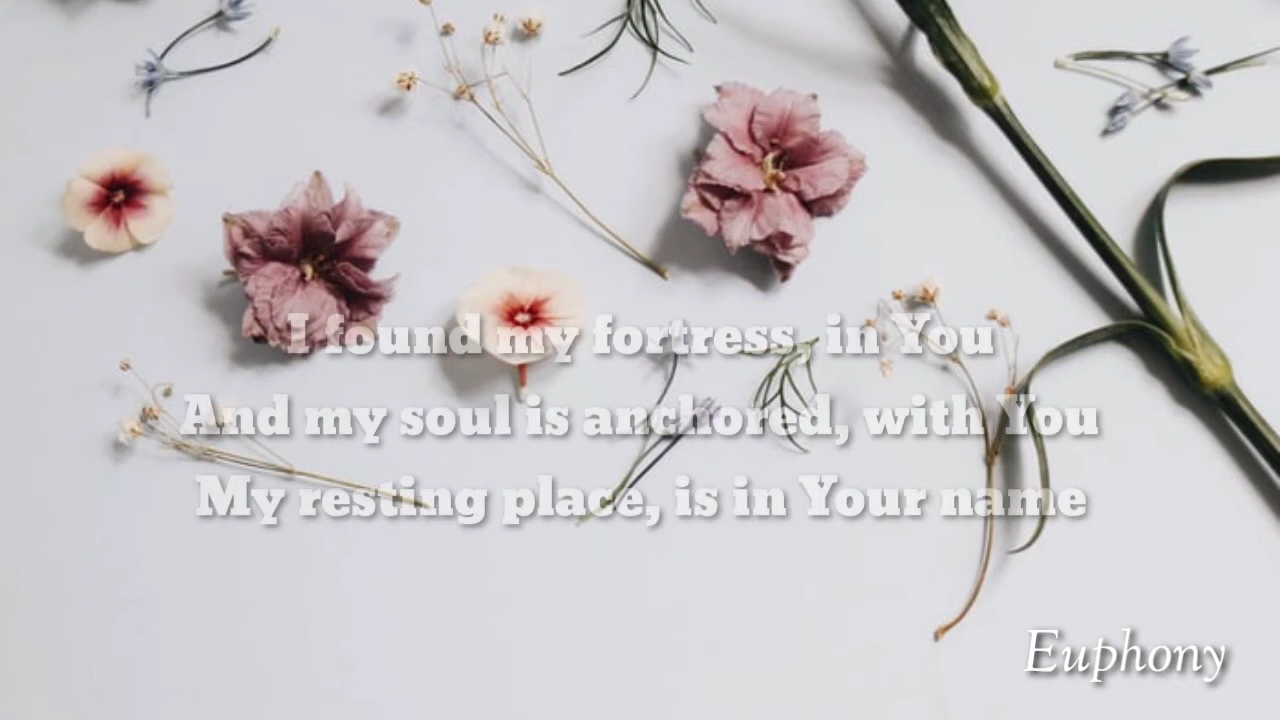 I found my fortress, in You
And my soul is anchored, with You
My resting place, is in Your name
Euphony